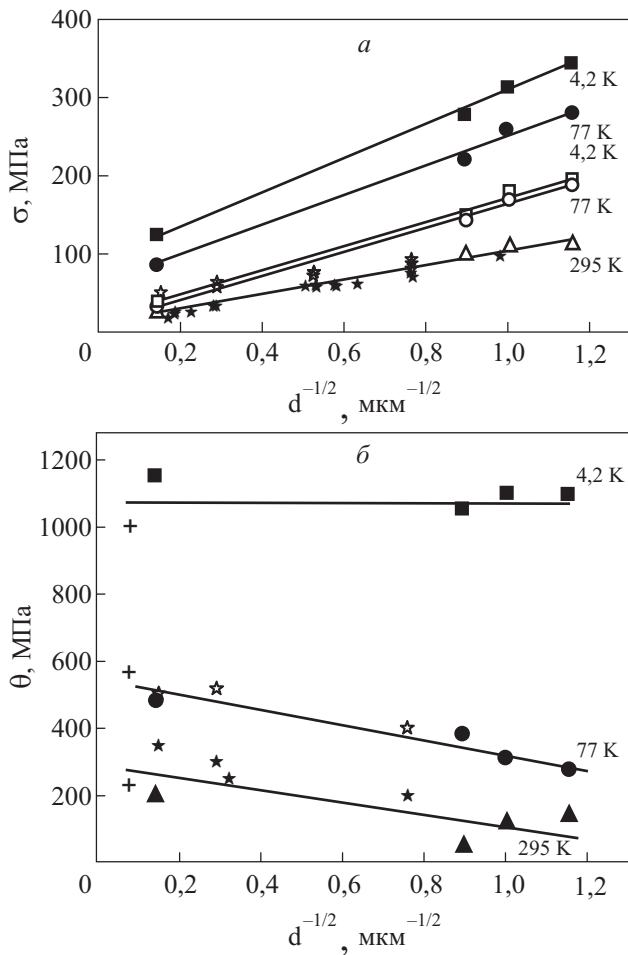 а
400
300
200
100
0
σ, МПа
4,2 K
77 K
4,2 K
77 K
295 K
0,2 0,4 0,6 0,8 1,0 1,2
d^–1/2, мкм^–1/2
б
1200
1000
800
600
400
200
0
θ, МПа
4,2 K
77 K
295 K
0,2 0,4 0,6 0,8 1,0 1,2
d^–1/2, мкм^–1/2